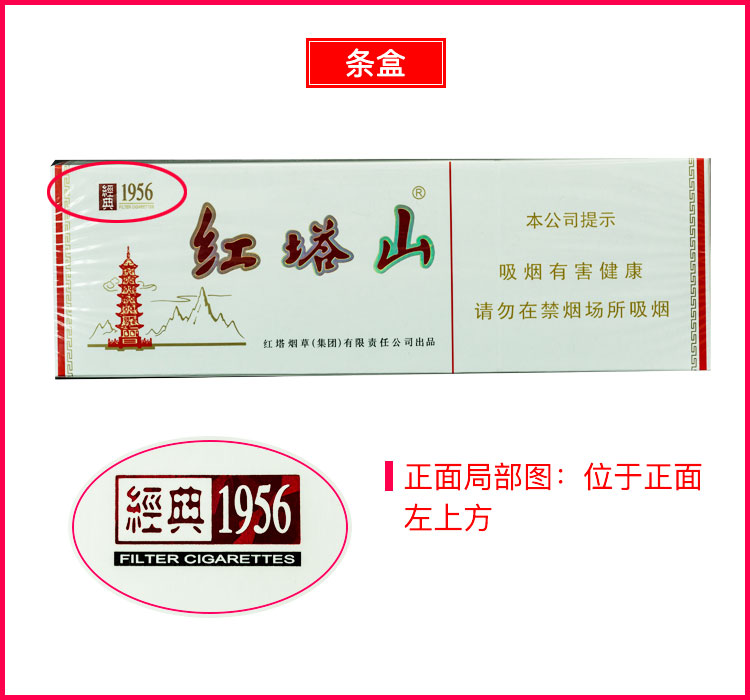 条盒
經典 1956
FILTER CIGARETTES
®
红塔山
红塔烟草(集团)有限责任公司出品
本公司提示
吸烟有害健康
请勿在禁烟场所吸烟
經典 1956
FILTER CIGARETTES
正面局部图：位于正面
左上方